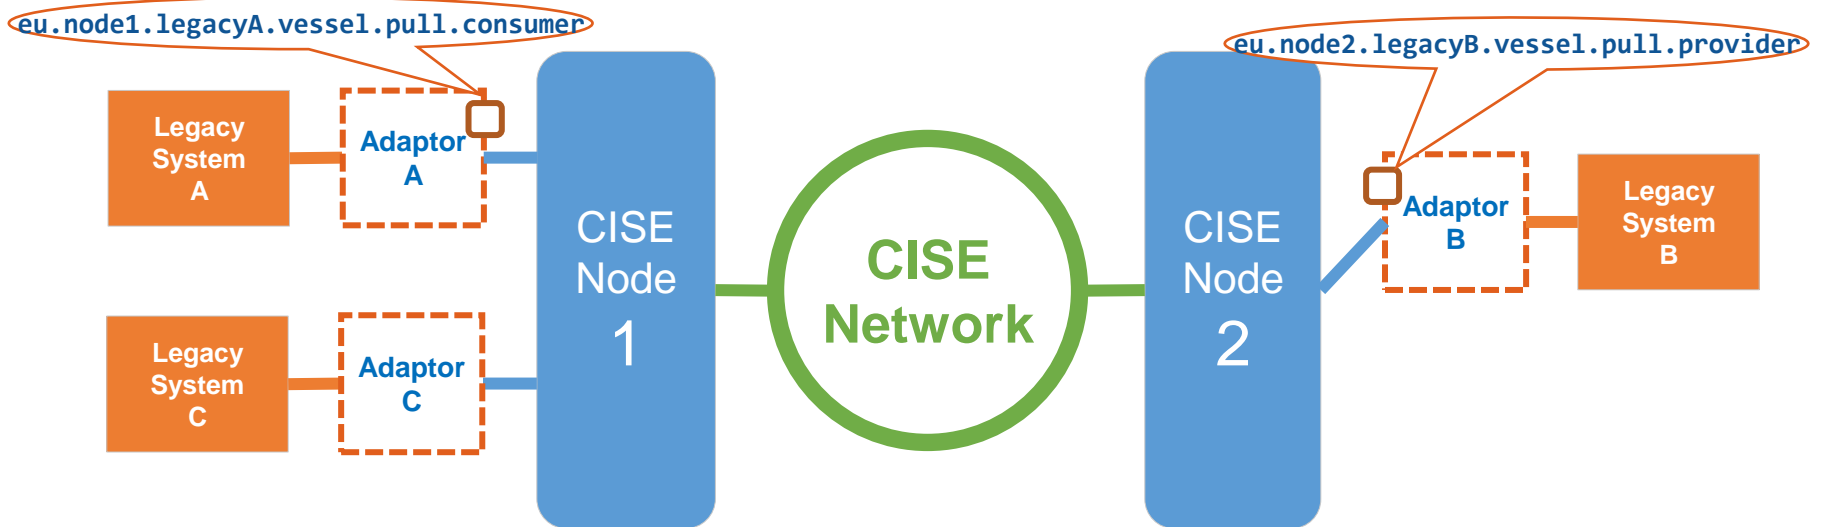 eu.node1.legacyA.vessel.pull.consumer
eu.node2.legacyB.vessel.pull.provider
Legacy
System
A
Adaptor
A
CISE
Node
1
CISE
Network
CISE
Node
2
Adaptor
B
Legacy
System
B
Legacy
System
C
Adaptor
C